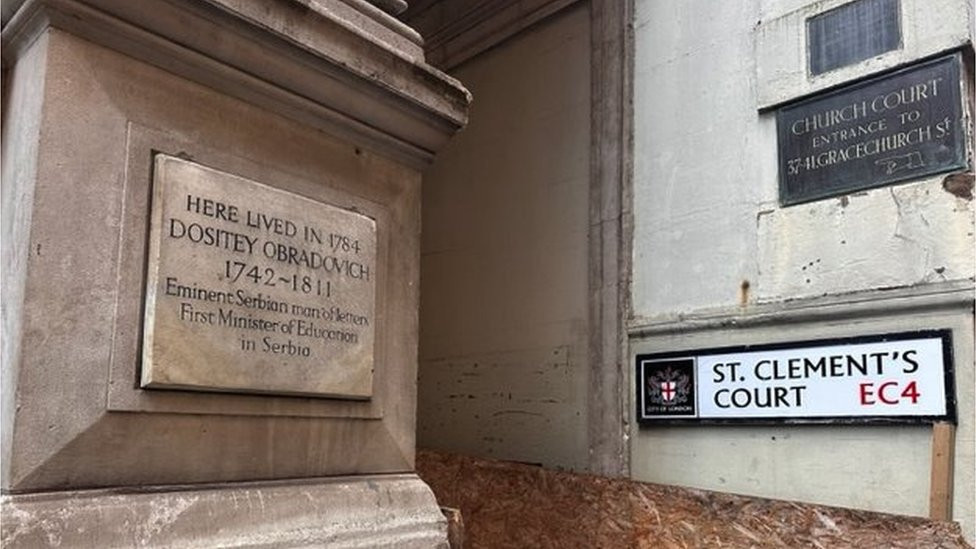 HERE LIVED IN 1784
DOSITEY OBRADOVICH
1742~1811
Eminent Serbian man of letters
First Minister of Education
in Serbia
CHURCH COURT
ENTRANCE TO
37-41, GRACECHURCH ST
ST. CLEMENT'S
COURT EC4
CITY OF LONDON